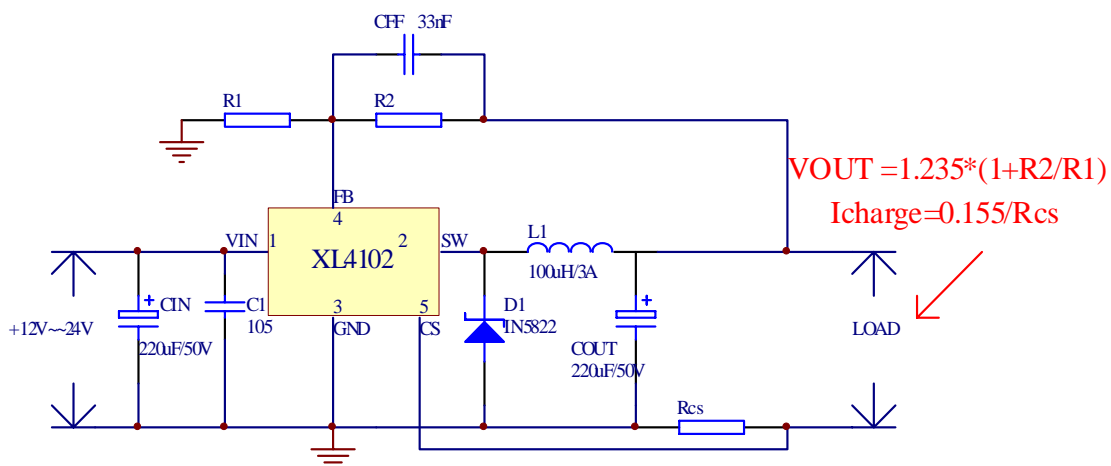 CFF 33nF
R1
R2
VOUT =1.235*(1+R2/R1)
Icharge=0.155/Rcs
FB
4
VIN 1
XL4102
2 SW
L1
100uH/3A
+12V~~24V
CIN
+
220uF/50V
C1
105
3
GND
5
CS
D1
IN5822
+
COUT
220uF/50V
LOAD
Rcs